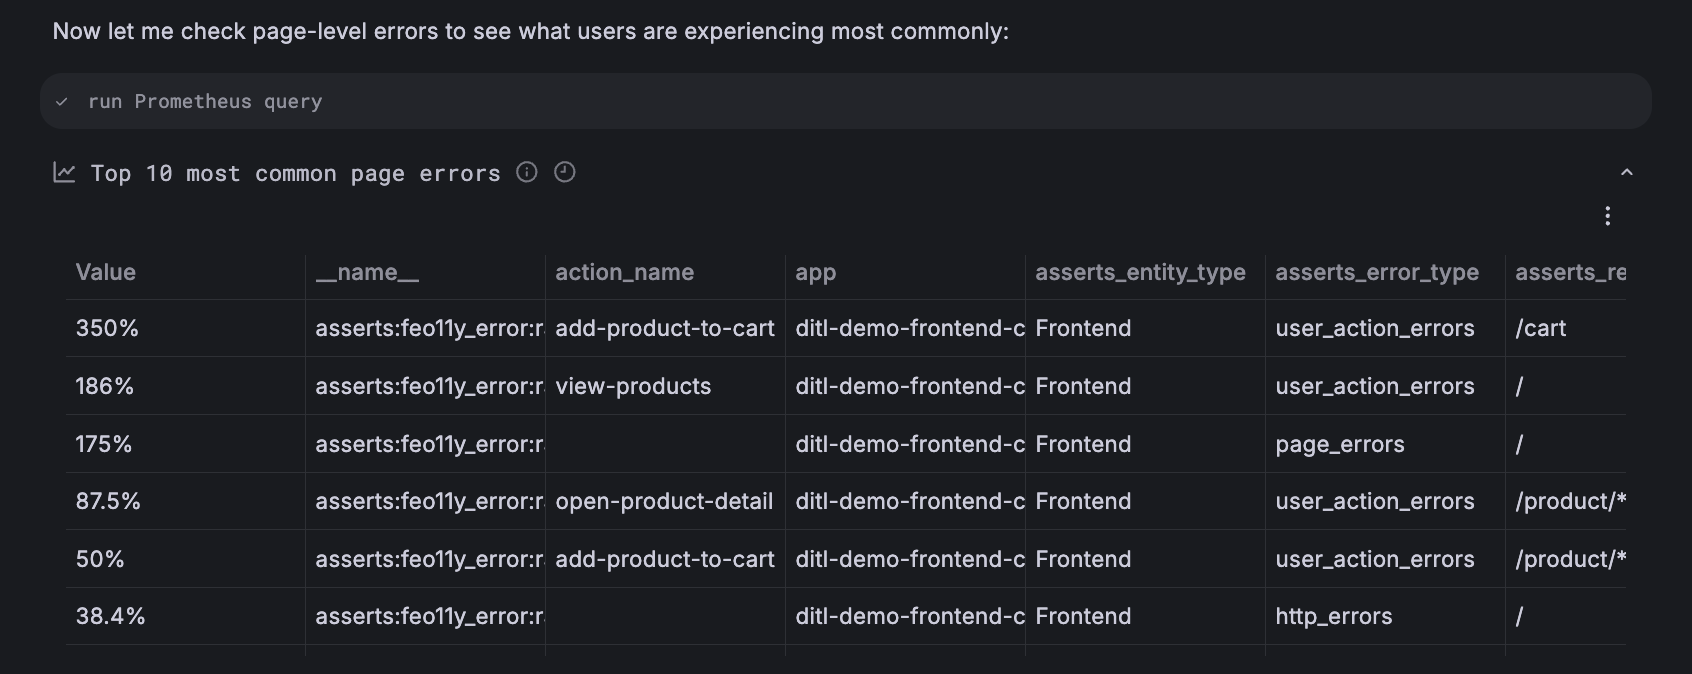 Now let me check page-level errors to see what users are experiencing most commonly:
run Prometheus query
Top 10 most common page errors
Value __name__ action_name app asserts_entity_type asserts_error_type asserts_re
350% asserts:feo11y_error:r add-product-to-cart ditl-demo-frontend-c Frontend user_action_errors /cart
186% asserts:feo11y_error:r view-products ditl-demo-frontend-c Frontend user_action_errors /
175% asserts:feo11y_error:r ditl-demo-frontend-c Frontend page_errors /
87.5% asserts:feo11y_error:r open-product-detail ditl-demo-frontend-c Frontend user_action_errors /product/*
50% asserts:feo11y_error:r add-product-to-cart ditl-demo-frontend-c Frontend user_action_errors /product/*
38.4% asserts:feo11y_error:r ditl-demo-frontend-c Frontend http_errors /